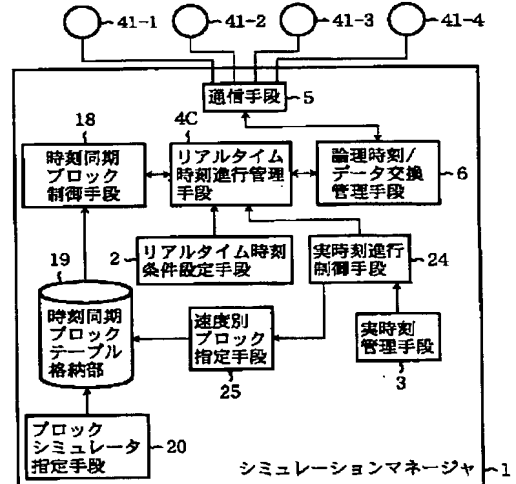 41-1
41-2
41-3
41-4
通信手段
5
18
時刻同期
ブロック
制御手段
4C
リアルタイム
時刻進行管理
手段
論理時刻/
データ交換
管理手段
6
2
リアルタイム時刻
条件設定手段
実時刻進行
制御手段
24
19
時刻同期
ブロック
テーブル
格納部
速度別
ブロック
指定手段
25
実時刻
管理手段
3
ブロック
シミュレータ
指定手段
20
シミュレーションマネージャ
1